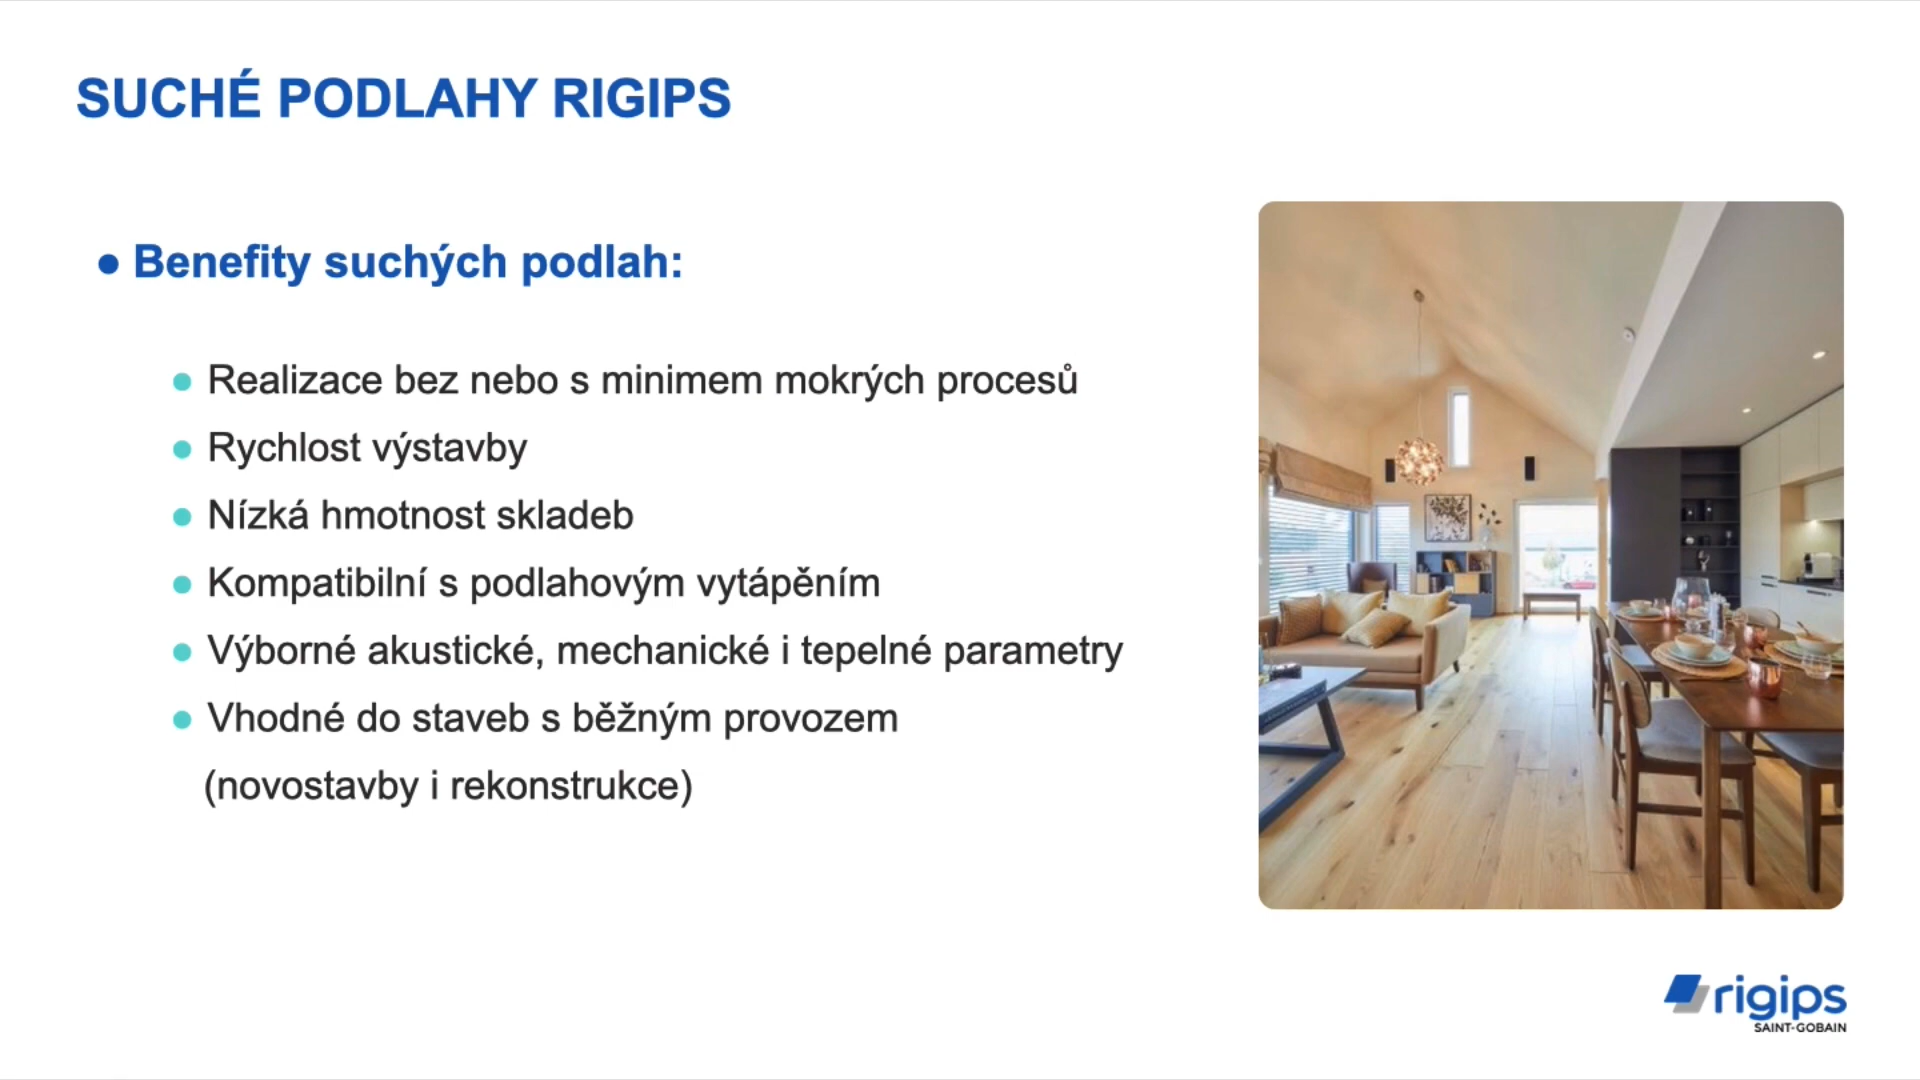 SUCHÉ PODLAHY RIGIPS
● Benefity suchých podlah:
● Realizace bez nebo s minimem mokrých procesů
● Rychlost výstavby
● Nízká hmotnost skladeb
● Kompatibilní s podlahovým vytápěním
● Výborné akustické, mechanické i tepelné parametry
● Vhodné do staveb s běžným provozem
(novostavby i rekonstrukce)
rigips
SAINT-GOBAIN